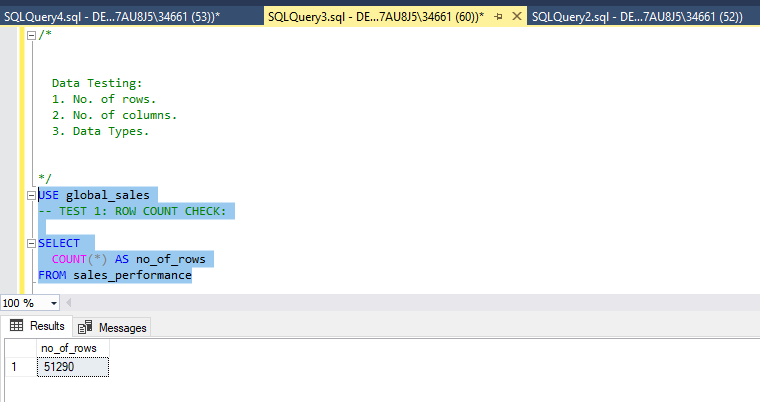 SQLQuery4.sql - DE...7AU8J5\34661 (53))*
SQLQuery3.sql - DE...7AU8J5\34661 (60))*
SQLQuery2.sql - DE...7AU8J5\34661 (52))
/*
Data Testing:
1. No. of rows.
2. No. of columns.
3. Data Types.
*/
USE global_sales
-- TEST 1: ROW COUNT CHECK:
SELECT
COUNT(*) AS no_of_rows
FROM sales_performance
100 %
Results
Messages
no_of_rows
1 51290